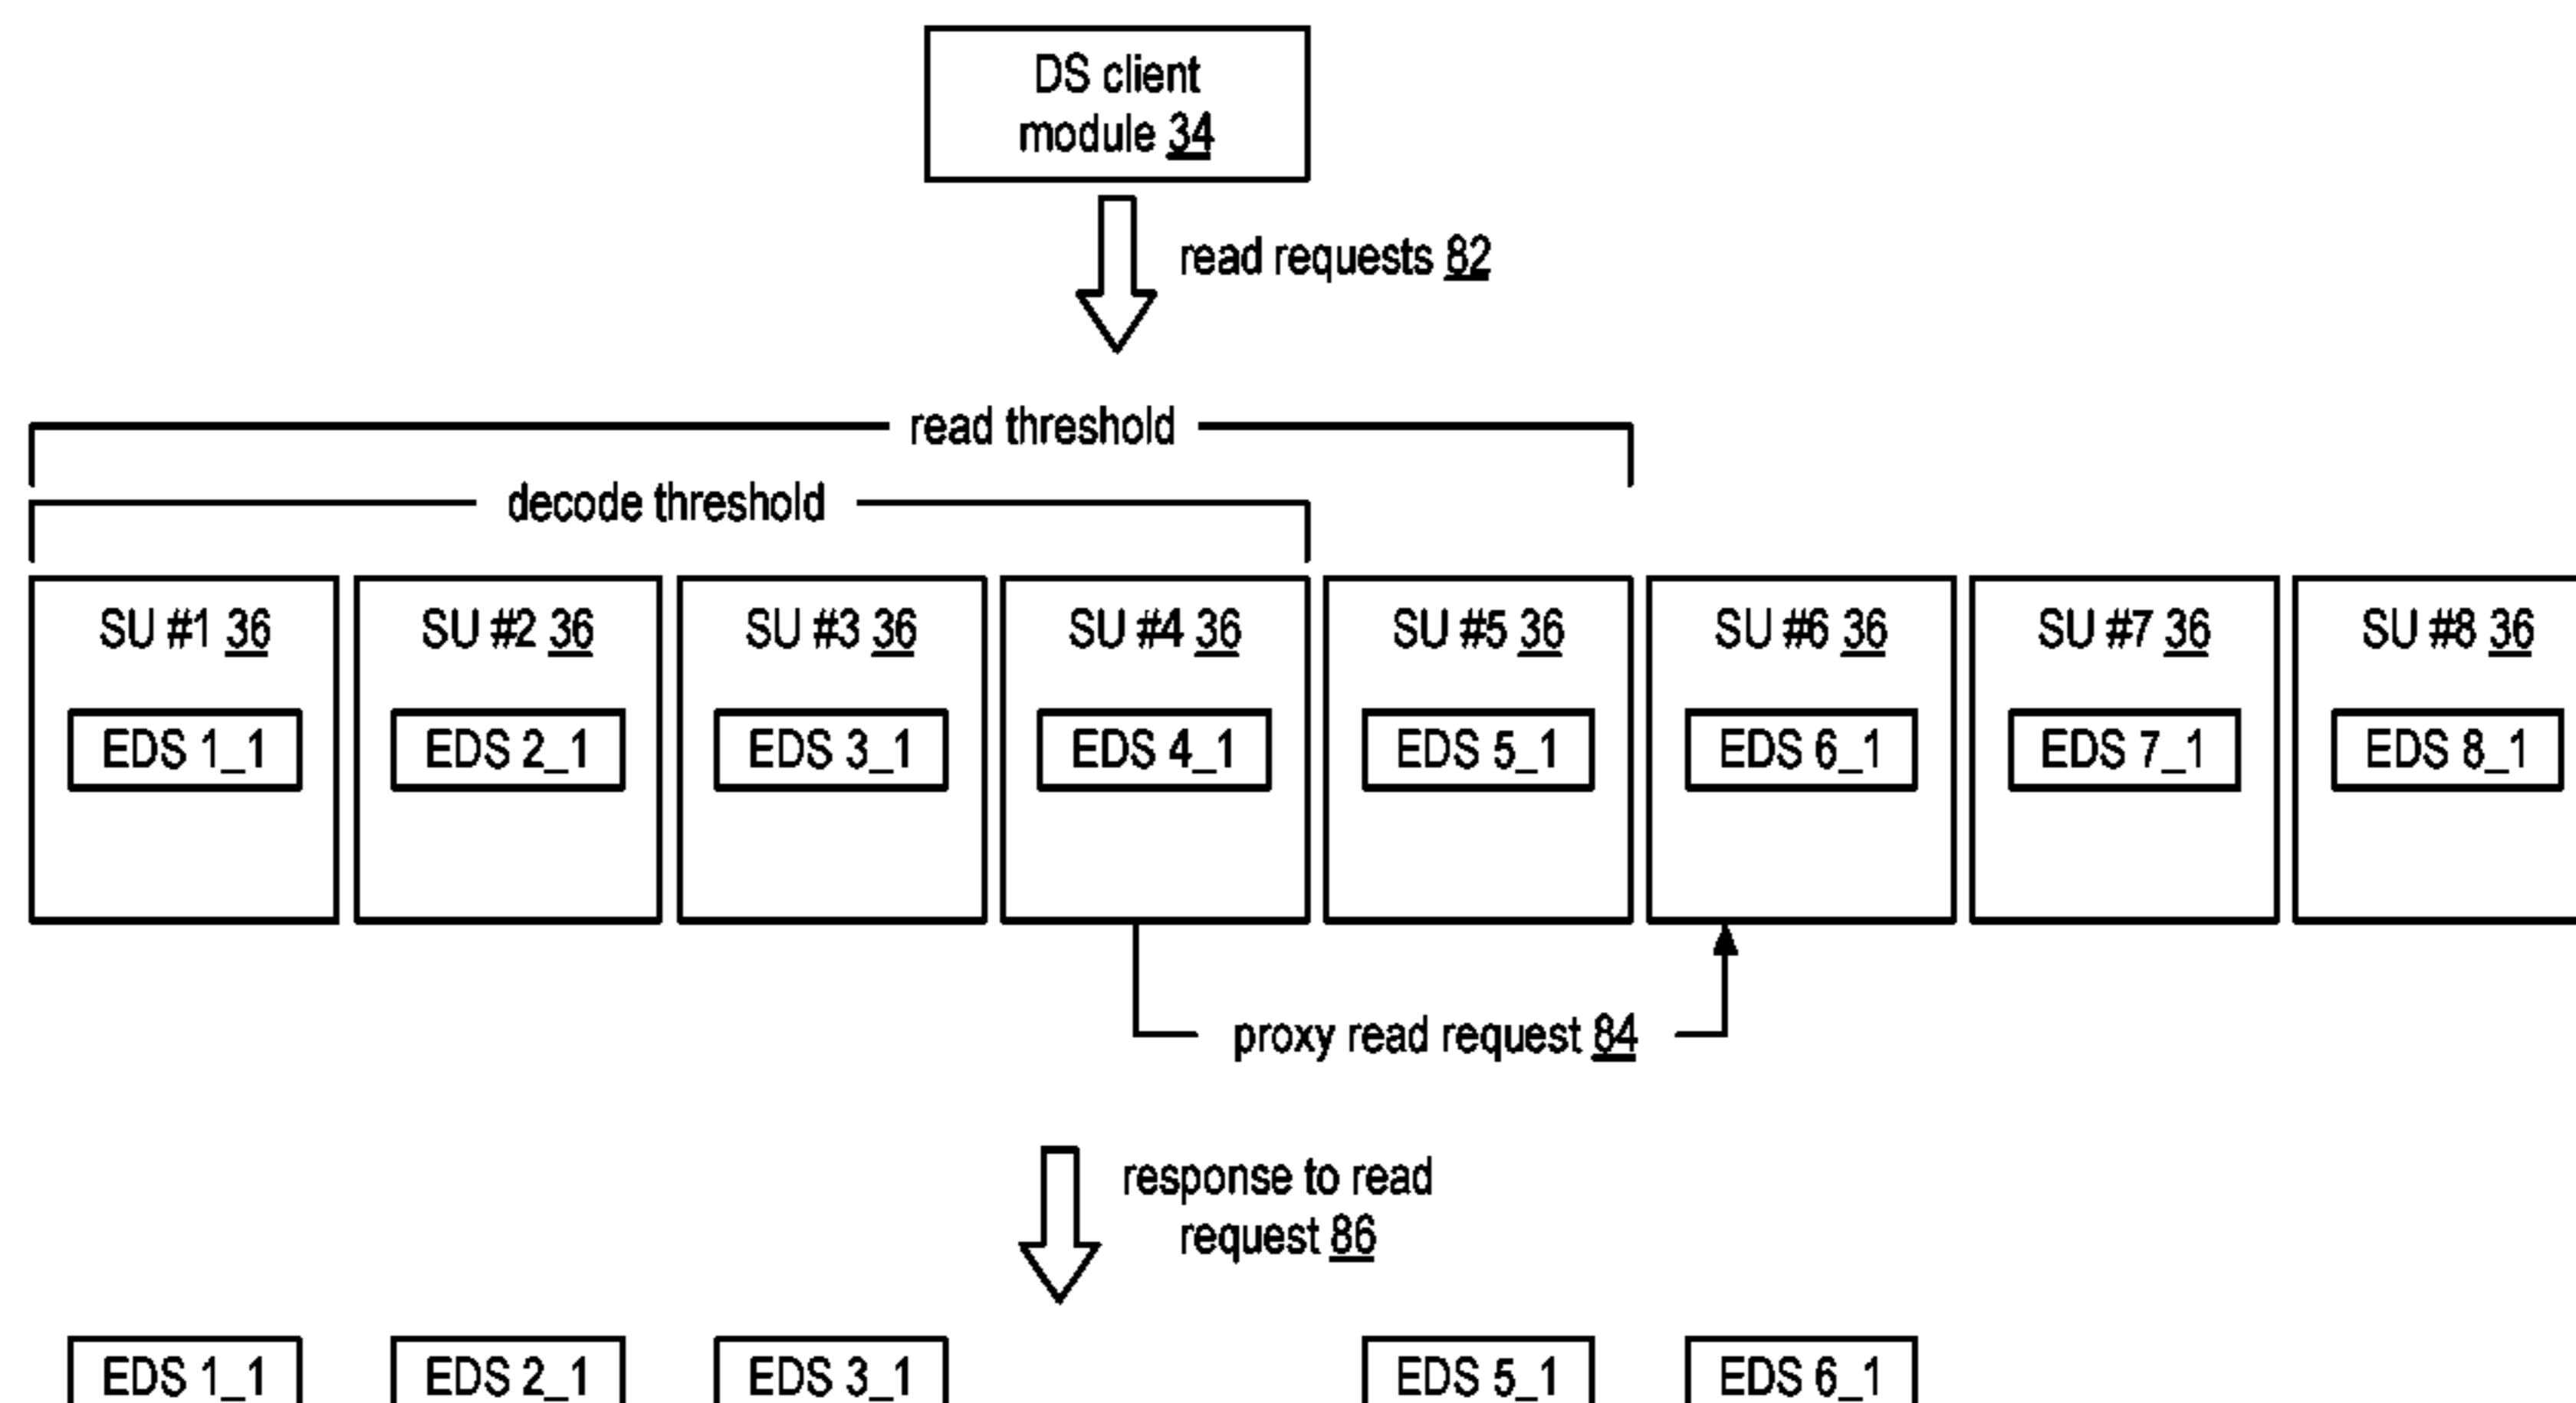 DS client
module 34
read requests 82
read threshold
decode threshold
SU #1 36 SU #2 36 SU #3 36 SU #4 36 SU #5 36 SU #6 36 SU #7 36 SU #8 36
EDS 1_1 EDS 2_1 EDS 3_1 EDS 4_1 EDS 5_1 EDS 6_1 EDS 7_1 EDS 8_1
proxy read request 84
response to read
request 86
EDS 1_1 EDS 2_1 EDS 3_1 EDS 5_1 EDS 6_1